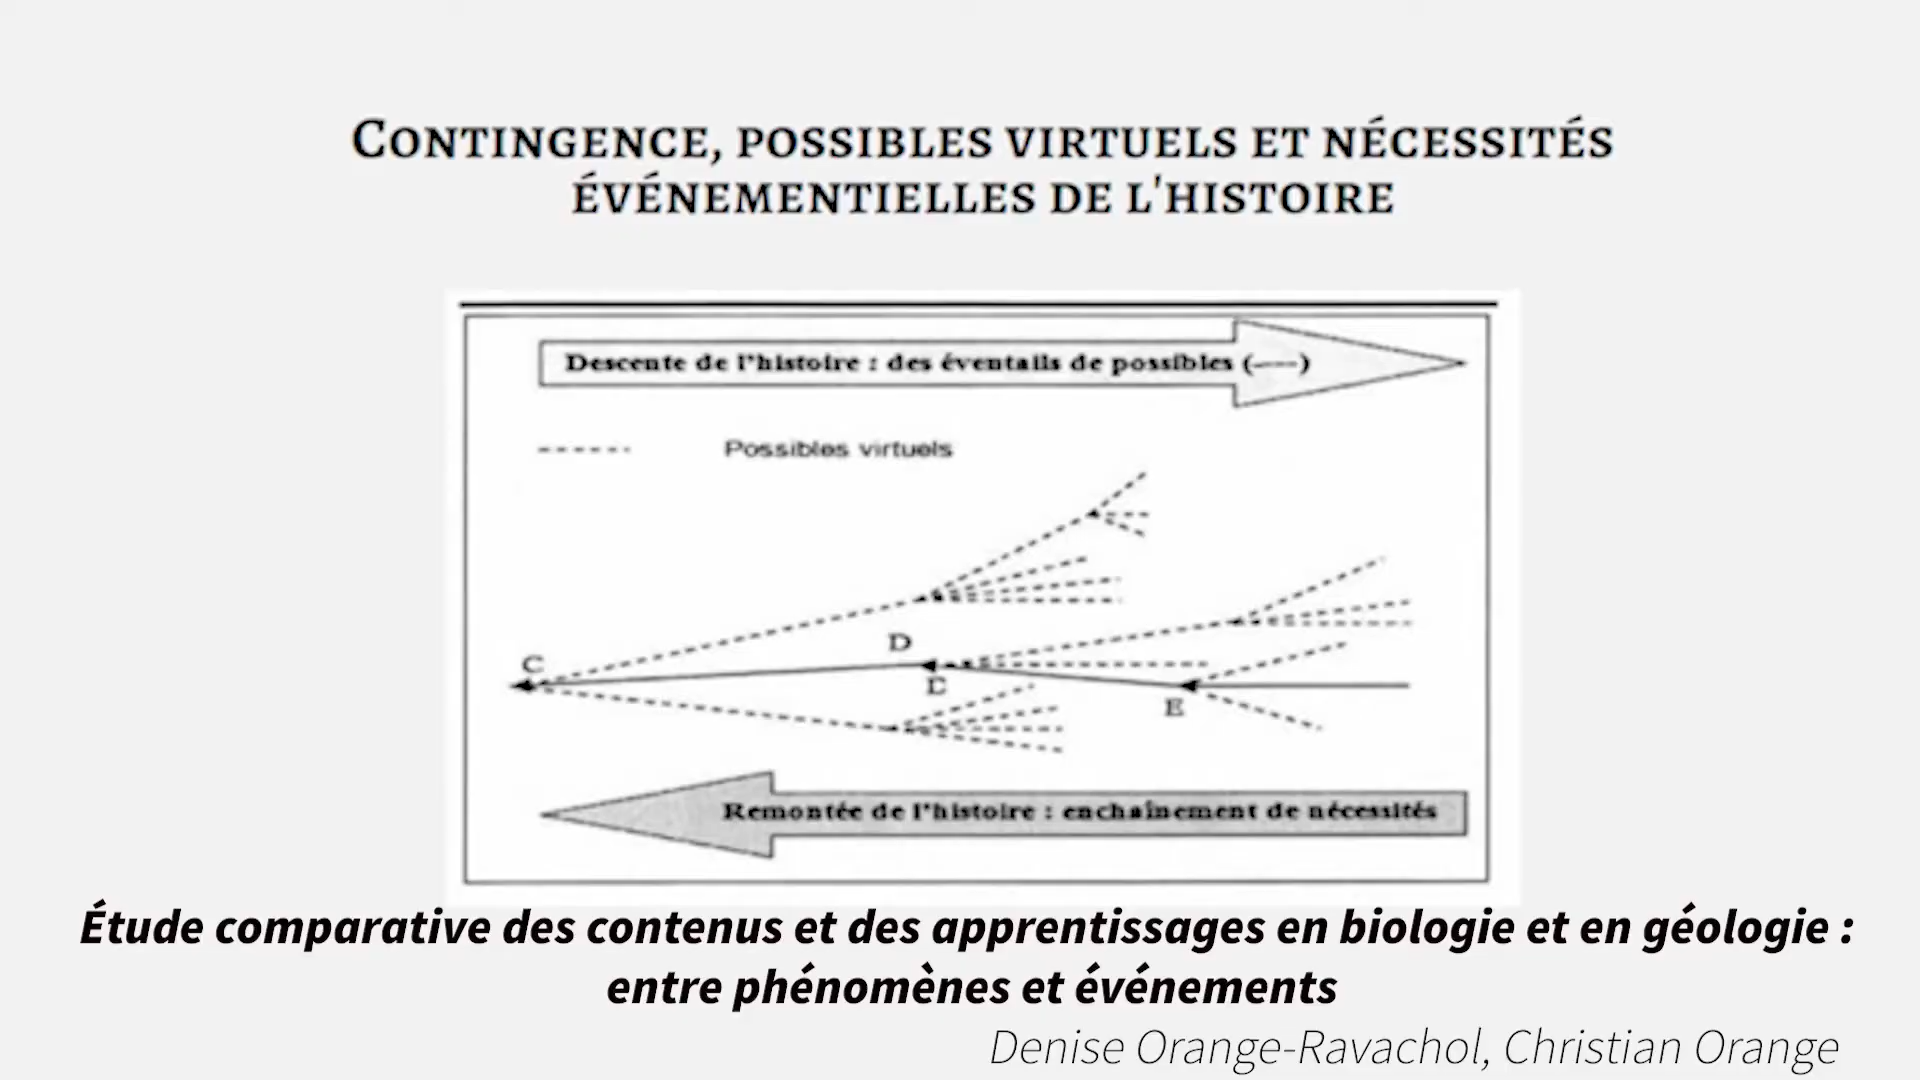 CONTINGENCE, POSSIBLES VIRTUELS ET NÉCESSITÉS
ÉVÉNEMENTIELLES DE L'HISTOIRE
Descente de l'histoire : des éventails de possibles (----)
Possibles virtuels
D
C
E
E
Remontée de l'histoire : enchaînement de nécessités
Étude comparative des contenus et des apprentissages en biologie et en géologie :
entre phénomènes et événements
Denise Orange-Ravachol, Christian Orange